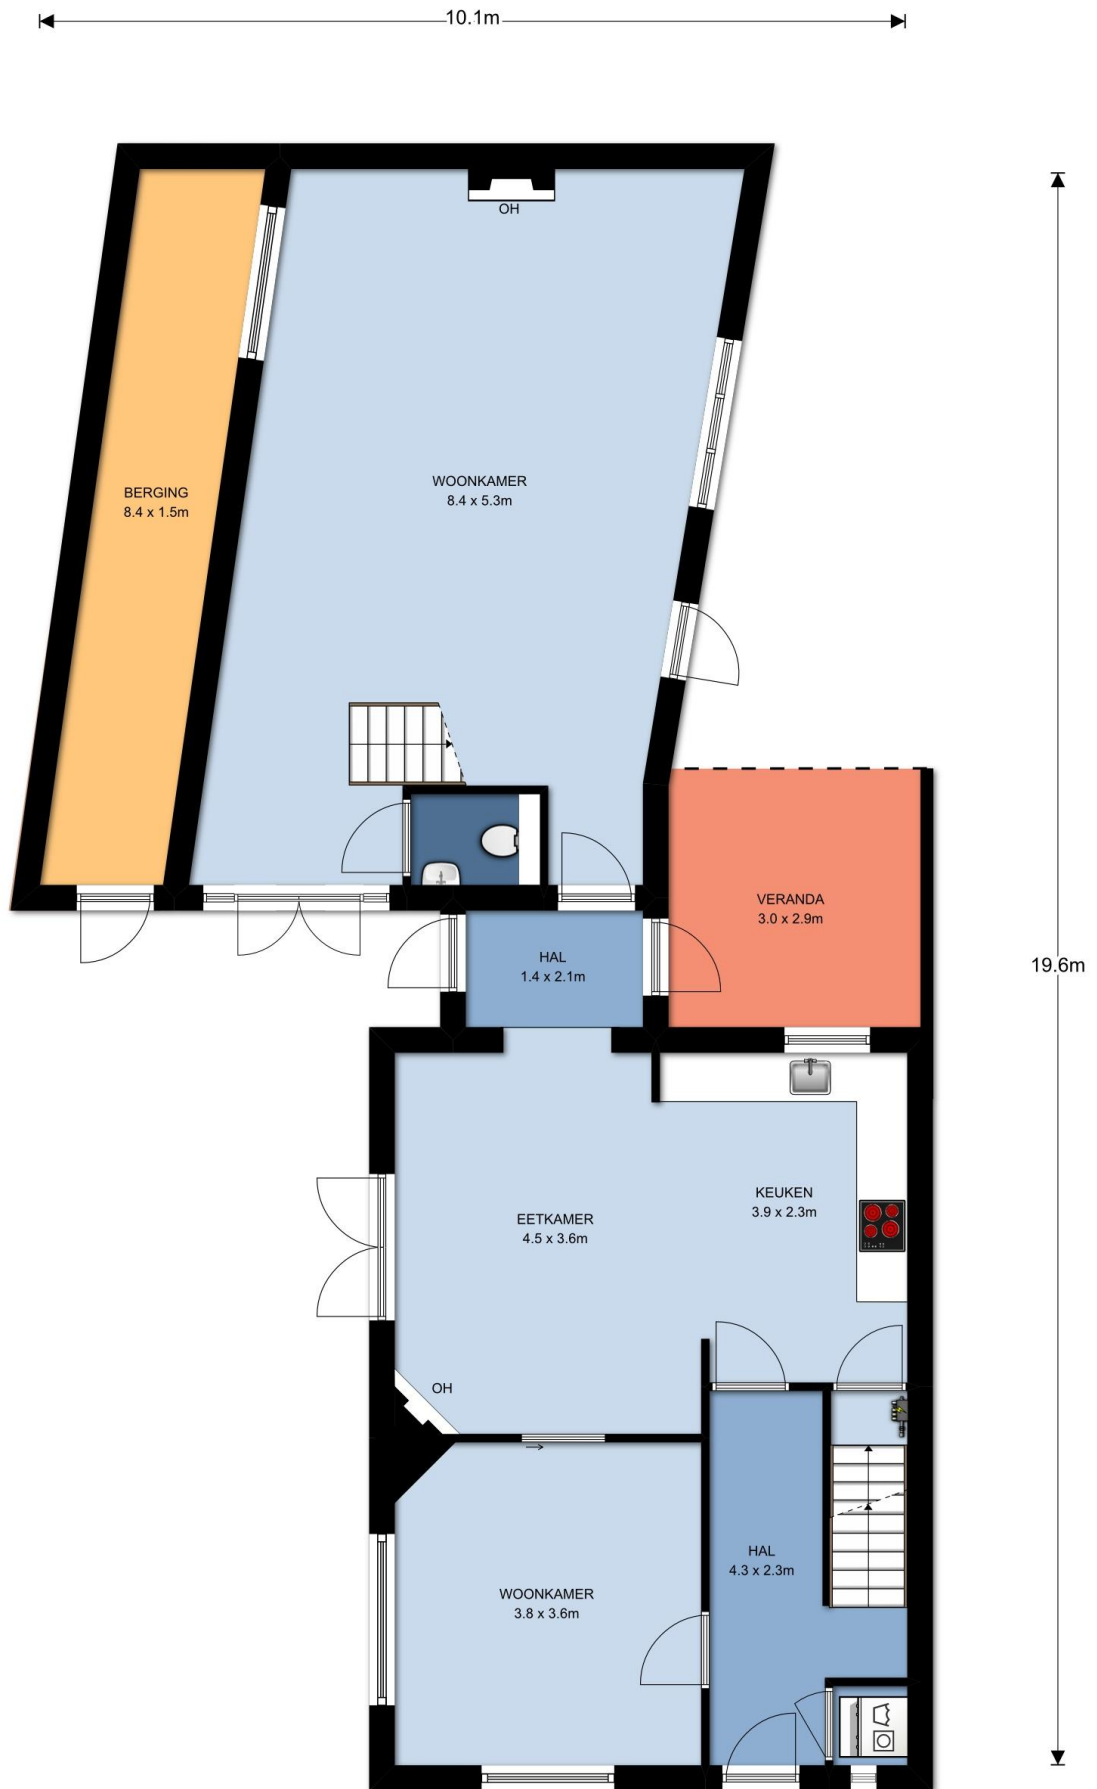 10.1m
OH
WOONKAMER
8.4 x 5.3m
BERGING
8.4 x 1.5m
VERANDA
3.0 x 2.9m
HAL
1.4 x 2.1m
19.6m
KEUKEN
3.9 x 2.3m
EETKAMER
4.5 x 3.6m
OH
HAL
4.3 x 2.3m
WOONKAMER
3.8 x 3.6m